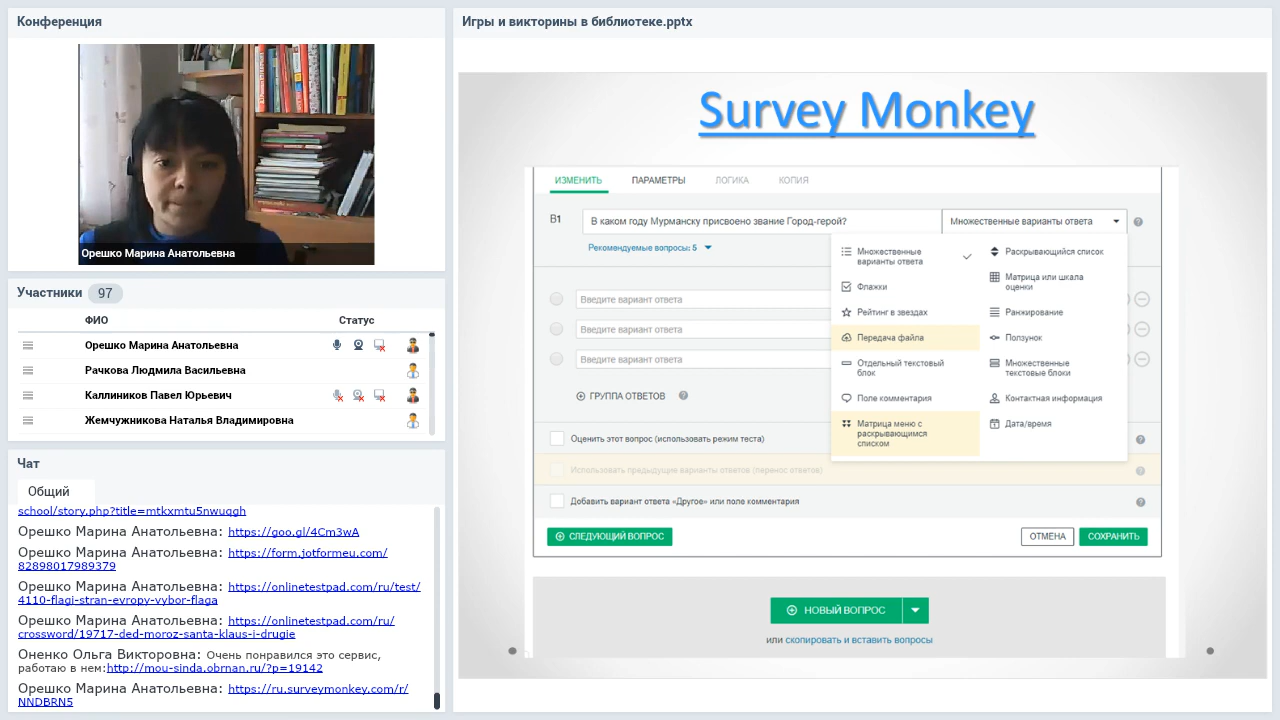 Конференция
Орешко Марина Анатольевна
Участники 97
ФИО Статус
Орешко Марина Анатольевна
Рачкова Людмила Васильевна
Каллиников Павел Юрьевич
Жемчужникова Наталья Владимировна
Чат
Общий
school/story.php?title=mtkxmtu5nwuqgh
Орешко Марина Анатольевна: https://goo.gl/4Cm3wA
Орешко Марина Анатольевна: https://form.jotformeu.com/
82898017989379
Орешко Марина Анатольевна: https://onlinetestpad.com/ru/test/
4110-flagi-stran-evropy-vybor-flaga
Орешко Марина Анатольевна: https://onlinetestpad.com/ru/
crossword/19717-ded-moroz-santa-klaus-i-drugie
Оненко Ольга Викторовна: Очень понравился это сервис,
работаю в нем:http://mou-sinda.obrnan.ru/?p=19142
Орешко Марина Анатольевна: https://ru.surveymonkey.com/r/
NNDBRN5
Игры и викторины в библиотеке.pptx
Survey Monkey
ИЗМЕНИТЬ ПАРАМЕТРЫ ЛОГИКА КОПИЯ
В1 В каком году Мурманску присвоено звание Город-герой? Множественные варианты ответа
Рекомендуемые вопросы: 5
Введите вариант ответа
Введите вариант ответа
Введите вариант ответа
ГРУППА ОТВЕТОВ
Множественные
варианты ответа
Флажки
Рейтинг в звездах
Передача файла
Отдельный текстовый
блок
Поле комментария
Матрица меню с
раскрывающимся
списком
Раскрывающийся список
Матрица или шкала
оценки
Ранжирование
Ползунок
Множественные
текстовые блоки
Контактная информация
Дата/время
Оценить этот вопрос (использовать режим теста)
Использовать предыдущие варианты ответов (перенос ответов)
Добавить вариант ответа «Другое» или поле комментария
СЛЕДУЮЩИЙ ВОПРОС ОТМЕНА СОХРАНИТЬ
НОВЫЙ ВОПРОС
или скопировать и вставить вопросы